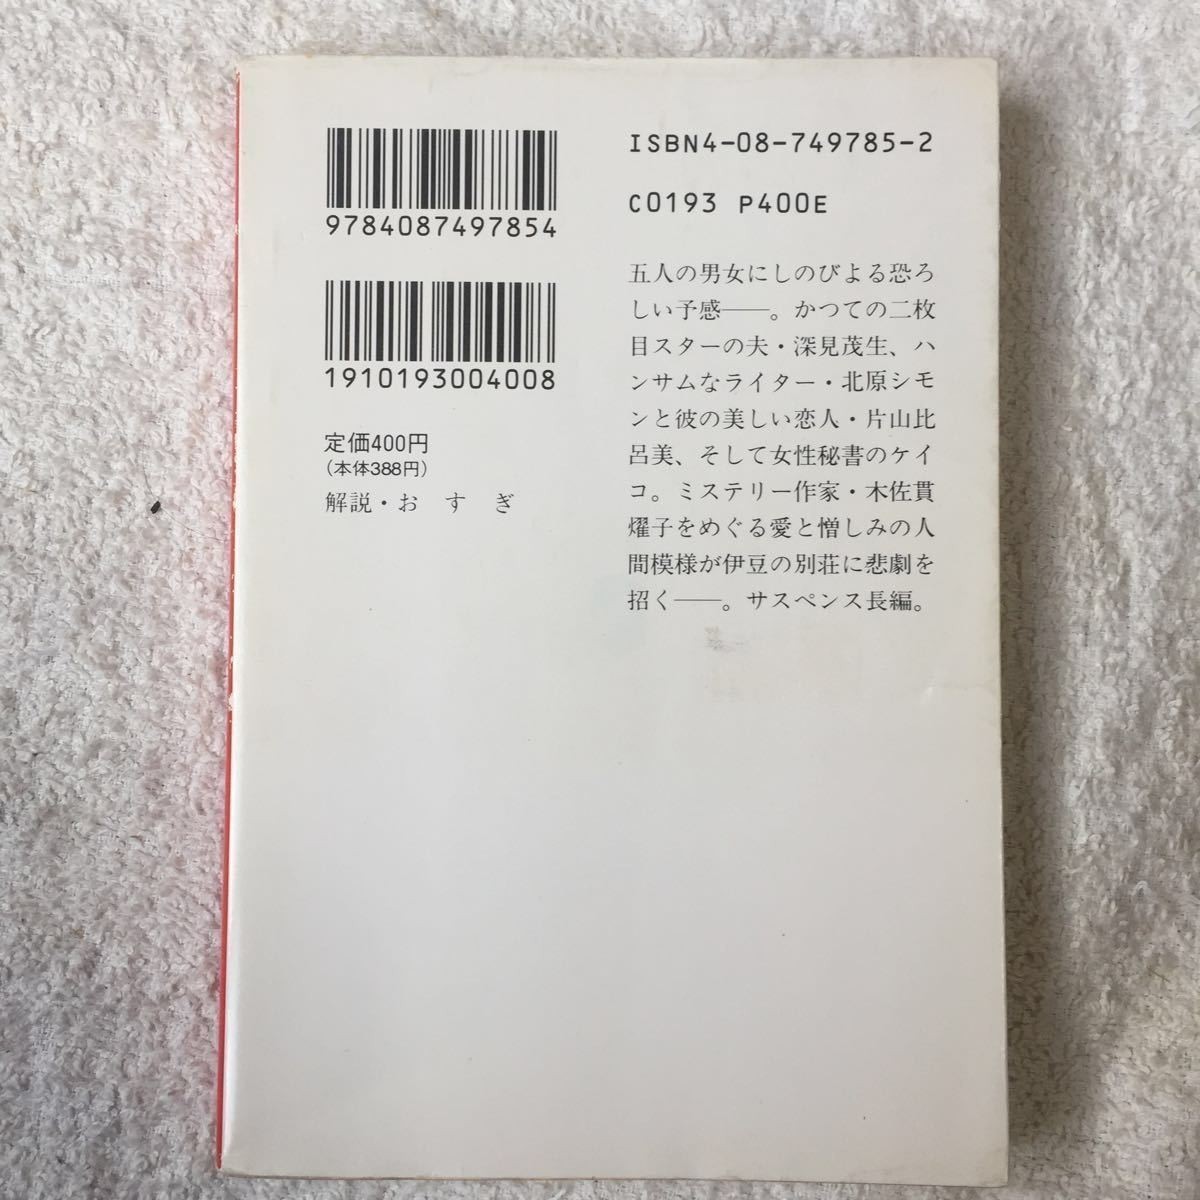 9784087497854
1910193004008
定価400円
(本体388円)
解説・おすぎ
ISBN4-08-749785-2
C0193 P400E
五人の男女にしのびよる恐ろ
しい予感――。かつての二枚
目スターの夫・深見茂生、ハ
ンサムなライター・北原シモ
ンと彼の美しい恋人・片山比
呂美、そして女性秘書のケイ
コ。ミステリー作家・木佐貫
燿子をめぐる愛と憎しみの人
間模様が伊豆の別荘に悲劇を
招く――。サスペンス長編。